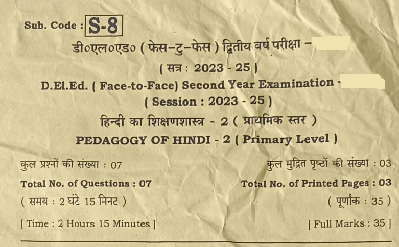 Sub. Code : S-8
डी०एल०एड० ( फेस-टु-फेस ) द्वितीय वर्ष परीक्षा -
( सत्र : 2023 - 25 )
D.El.Ed. ( Face-to-Face) Second Year Examination -
( Session : 2023 - 25 )
हिन्दी का शिक्षणशास्त्र - 2 ( प्राथमिक स्तर )
PEDAGOGY OF HINDI - 2 ( Primary Level )
कुल प्रश्नों की संख्या : 07 कुल मुद्रित पृष्ठों की संख्या : 03
Total No. of Questions : 07 Total No. of Printed Pages : 03
( समय : 2 घंटे 15 मिनट ) ( पूर्णांक : 35 )
[ Time : 2 Hours 15 Minutes ] [ Full Marks : 35 ]